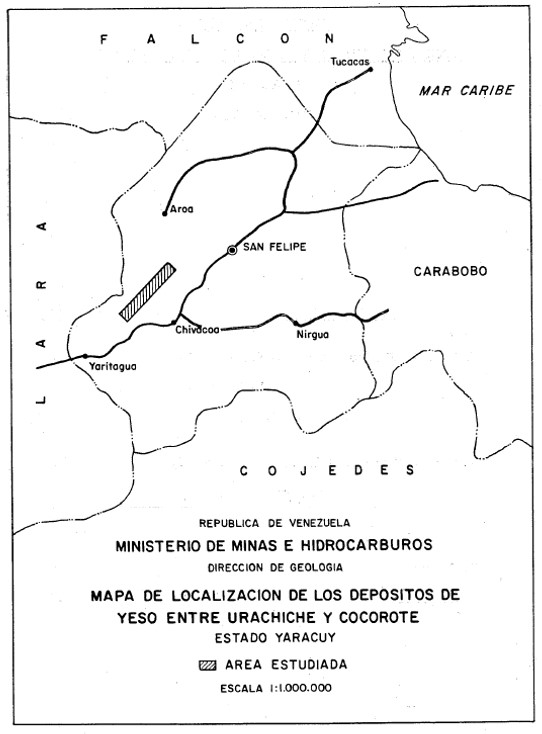 FALCON
Tucacas
MAR CARIBE
Aroa
LARA
SAN FELIPE
CARABOBO
Chivacoa
Nirgua
Yaritagua
COJEDES
REPUBLICA DE VENEZUELA
MINISTERIO DE MINAS E HIDROCARBUROS
DIRECCION DE GEOLOGIA
MAPA DE LOCALIZACION DE LOS DEPOSITOS DE
YESO ENTRE URACHICHE Y COCOROTE
ESTADO YARACUY
AREA ESTUDIADA
ESCALA 1:1.000.000